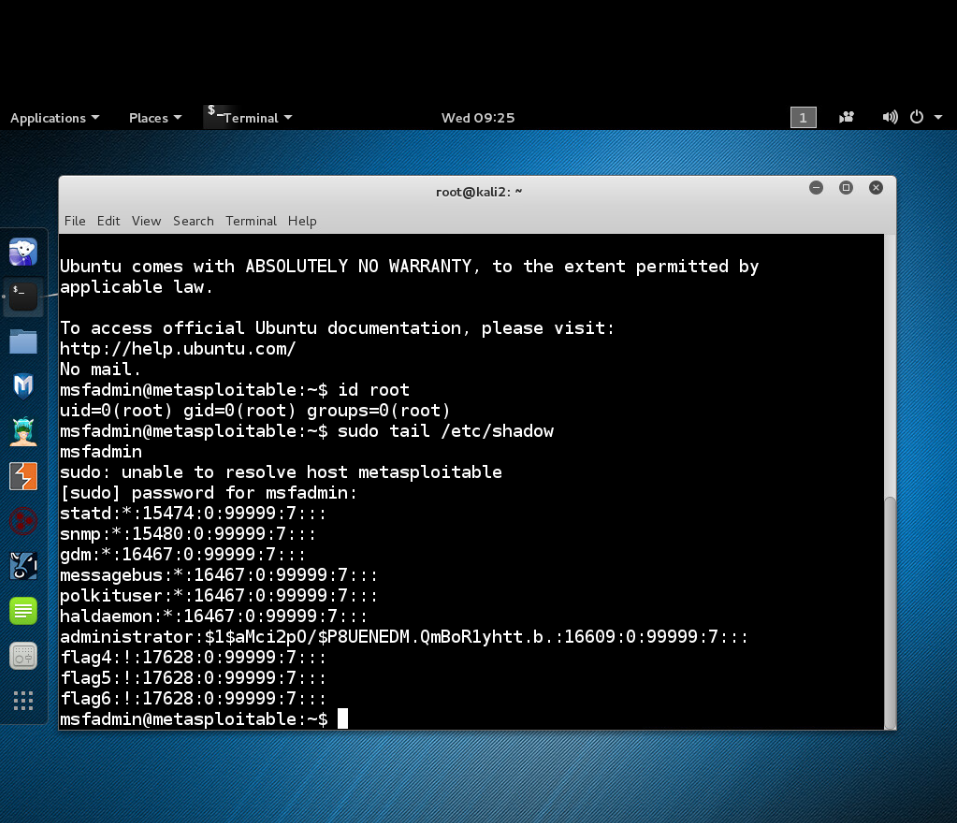 Applications Places $_ Terminal Wed 09:25 1
root@kali2: ~
File Edit View Search Terminal Help
Ubuntu comes with ABSOLUTELY NO WARRANTY, to the extent permitted by
applicable law.
To access official Ubuntu documentation, please visit:
http://help.ubuntu.com/
No mail.
msfadmin@metasploitable:~$ id root
uid=0(root) gid=0(root) groups=0(root)
msfadmin@metasploitable:~$ sudo tail /etc/shadow
msfadmin
sudo: unable to resolve host metasploitable
[sudo] password for msfadmin:
statd:*:15474:0:99999:7:::
snmp:*:15480:0:99999:7:::
gdm:*:16467:0:99999:7:::
messagebus:*:16467:0:99999:7:::
polkituser:*:16467:0:99999:7:::
haldaemon:*:16467:0:99999:7:::
administrator:$1$aMci2pO/$P8UENEDM.QmBoR1yhtt.b.:16609:0:99999:7:::
flag4:!:17628:0:99999:7:::
flag5:!:17628:0:99999:7:::
flag6:!:17628:0:99999:7:::
msfadmin@metasploitable:~$